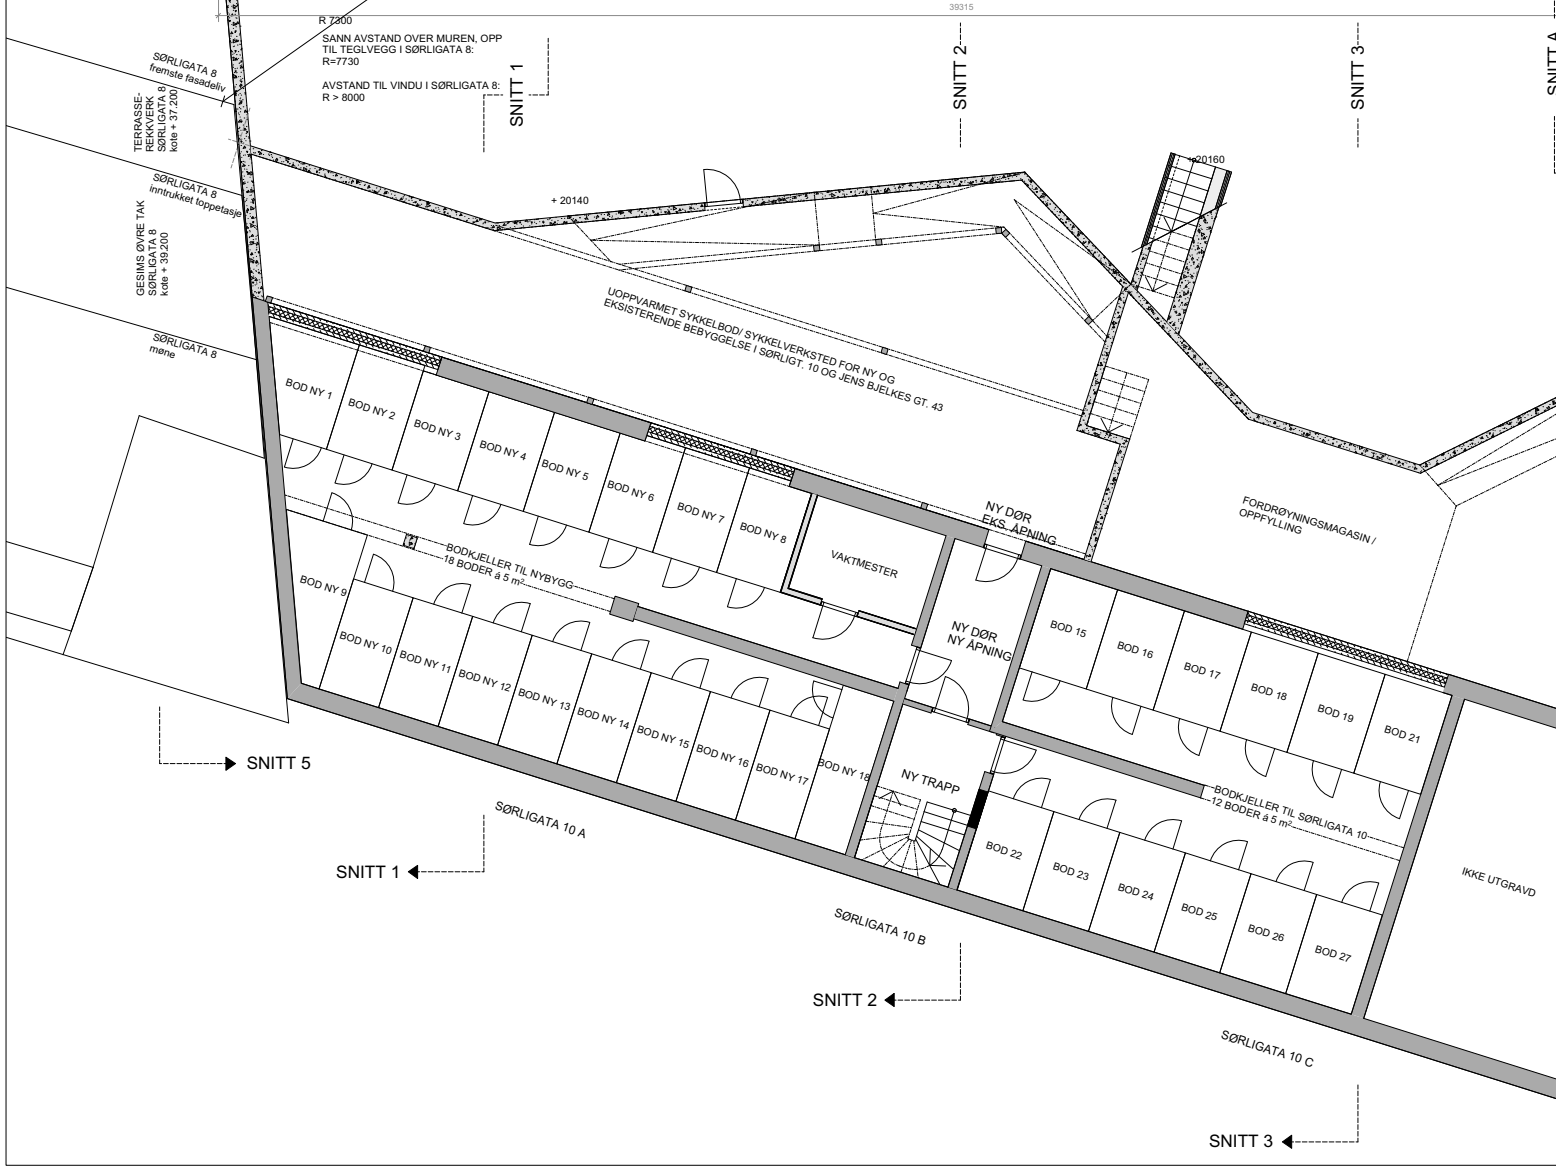 39315
R 7300
SANN AVSTAND OVER MUREN, OPP
TIL TEGLVEGG I SØRLIGATA 8:
R=7730
AVSTAND TIL VINDU I SØRLIGATA 8:
R > 8000
SNITT 1
SNITT 2
SNITT 3
SNITT A
SØRLIGATA 8
fremste fasadeliv
TERRASSE-
REKKVERK
SØRLIGATA 8
kote + 37.200
SØRLIGATA 8
inntrukket toppetasje
GESIMS ØVRE TAK
SØRLIGATA 8
kote + 39.200
SØRLIGATA 8
møne
+ 20140
+ 20160
UOPPVARMET SYKKELBOD/ SYKKELVERKSTED FOR NY OG
EKSISTERENDE BEBYGGELSE I SØRLIGT. 10 OG JENS BJELKES GT. 43
BOD NY 1
BOD NY 2
BOD NY 3
BOD NY 4
BOD NY 5
BOD NY 6
BOD NY 7
BOD NY 8
VAKTMESTER
NY DØR
EKS. ÅPNING
FORDRØYNINGSMAGASIN /
OPPFYLLING
BODKJELLER TIL NYBYGG
18 BODER á 5 m²
NY DØR
NY ÅPNING
BOD NY 9
BOD NY 10
BOD NY 11
BOD NY 12
BOD NY 13
BOD NY 14
BOD NY 15
BOD NY 16
BOD NY 17
BOD NY 18
BOD 15
BOD 16
BOD 17
BOD 18
BOD 19
BOD 21
NY TRAPP
BODKJELLER TIL SØRLIGATA 10
12 BODER á 5 m²
BOD 22
BOD 23
BOD 24
BOD 25
BOD 26
BOD 27
IKKE UTGRAVD
SNITT 5
SØRLIGATA 10 A
SNITT 1
SØRLIGATA 10 B
SNITT 2
SØRLIGATA 10 C
SNITT 3